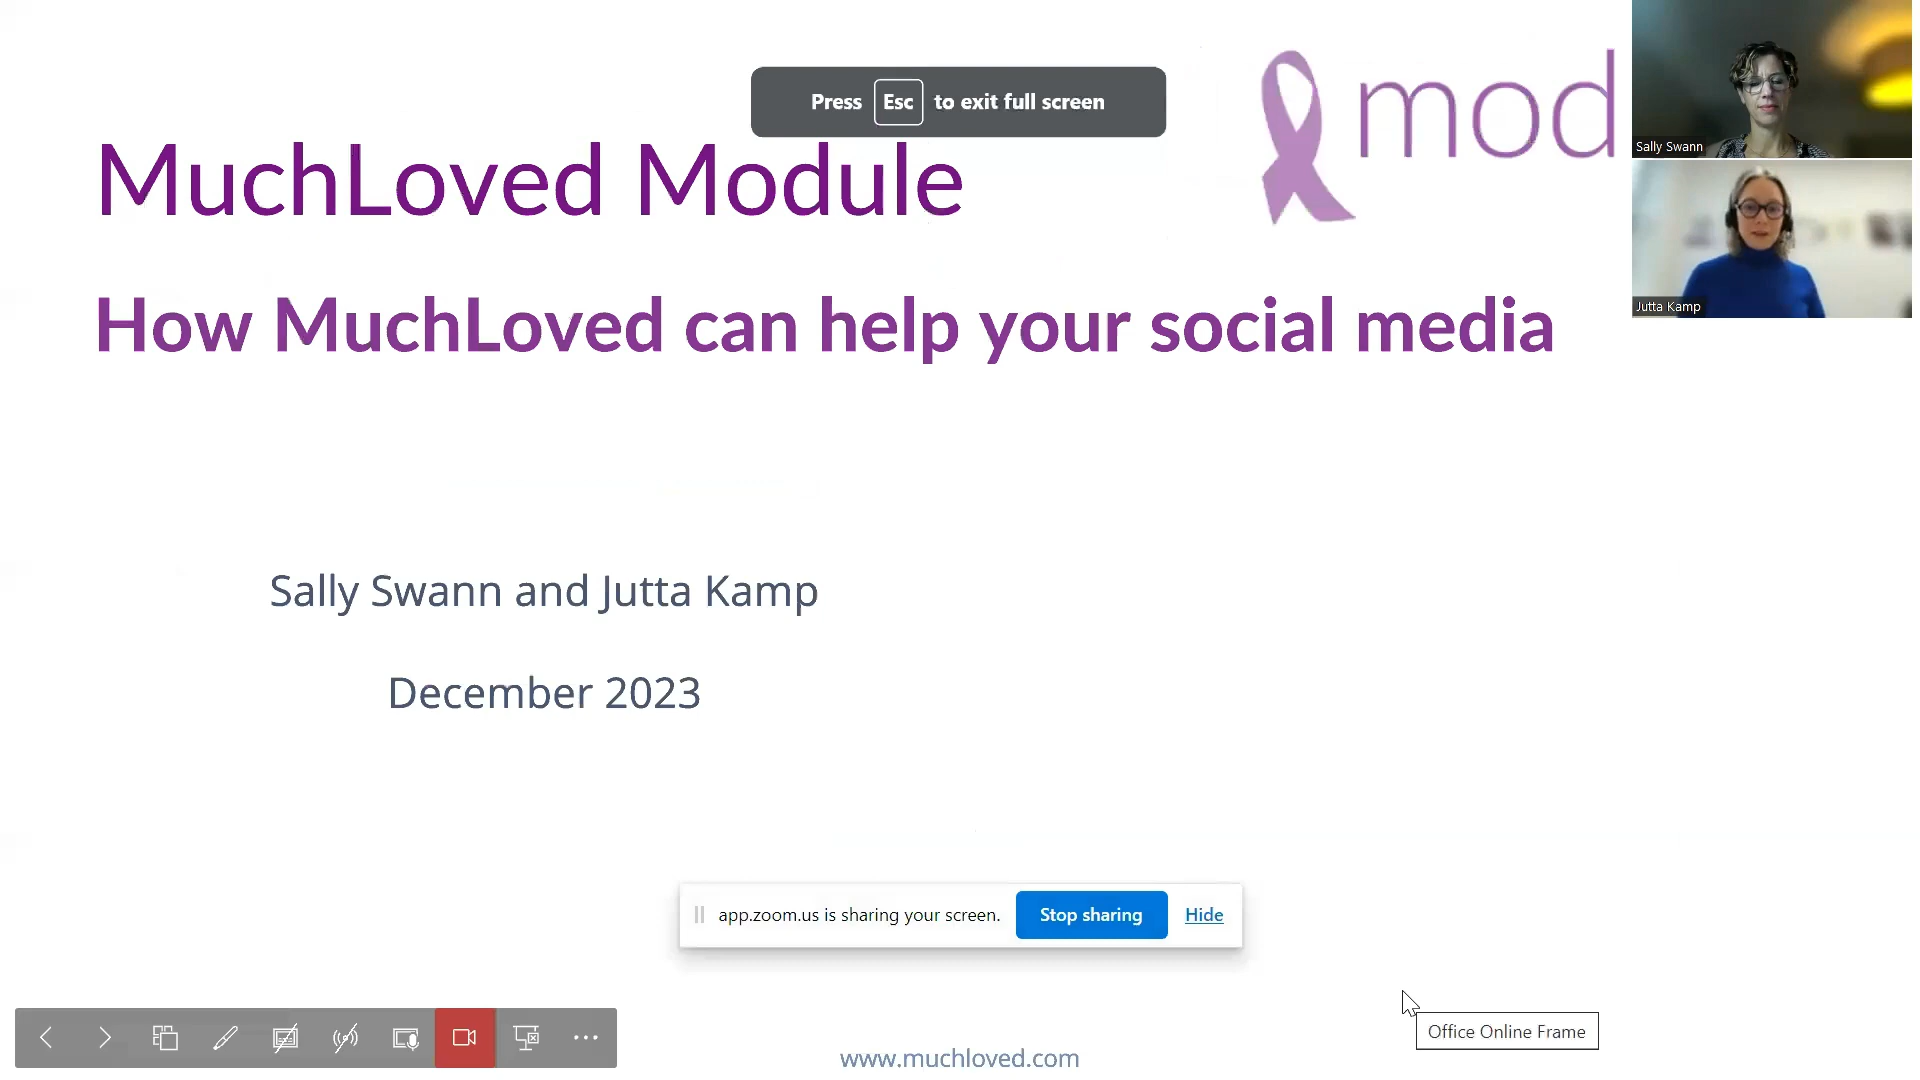 Press Esc to exit full screen
mod
Sally Swann
MuchLoved Module
Jutta Kamp
How MuchLoved can help your social media
Sally Swann and Jutta Kamp
December 2023
app.zoom.us is sharing your screen. Stop sharing Hide
Office Online Frame
www.muchloved.com